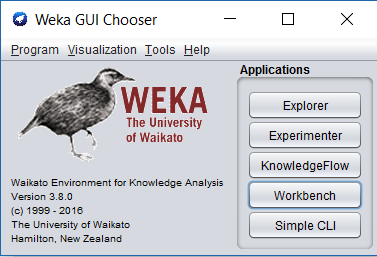 Weka GUI Chooser
Program Visualization Tools Help
Applications
WEKA
The University
of Waikato
Explorer
Experimenter
KnowledgeFlow
Workbench
Simple CLI
Waikato Environment for Knowledge Analysis
Version 3.8.0
(c) 1999 - 2016
The University of Waikato
Hamilton, New Zealand